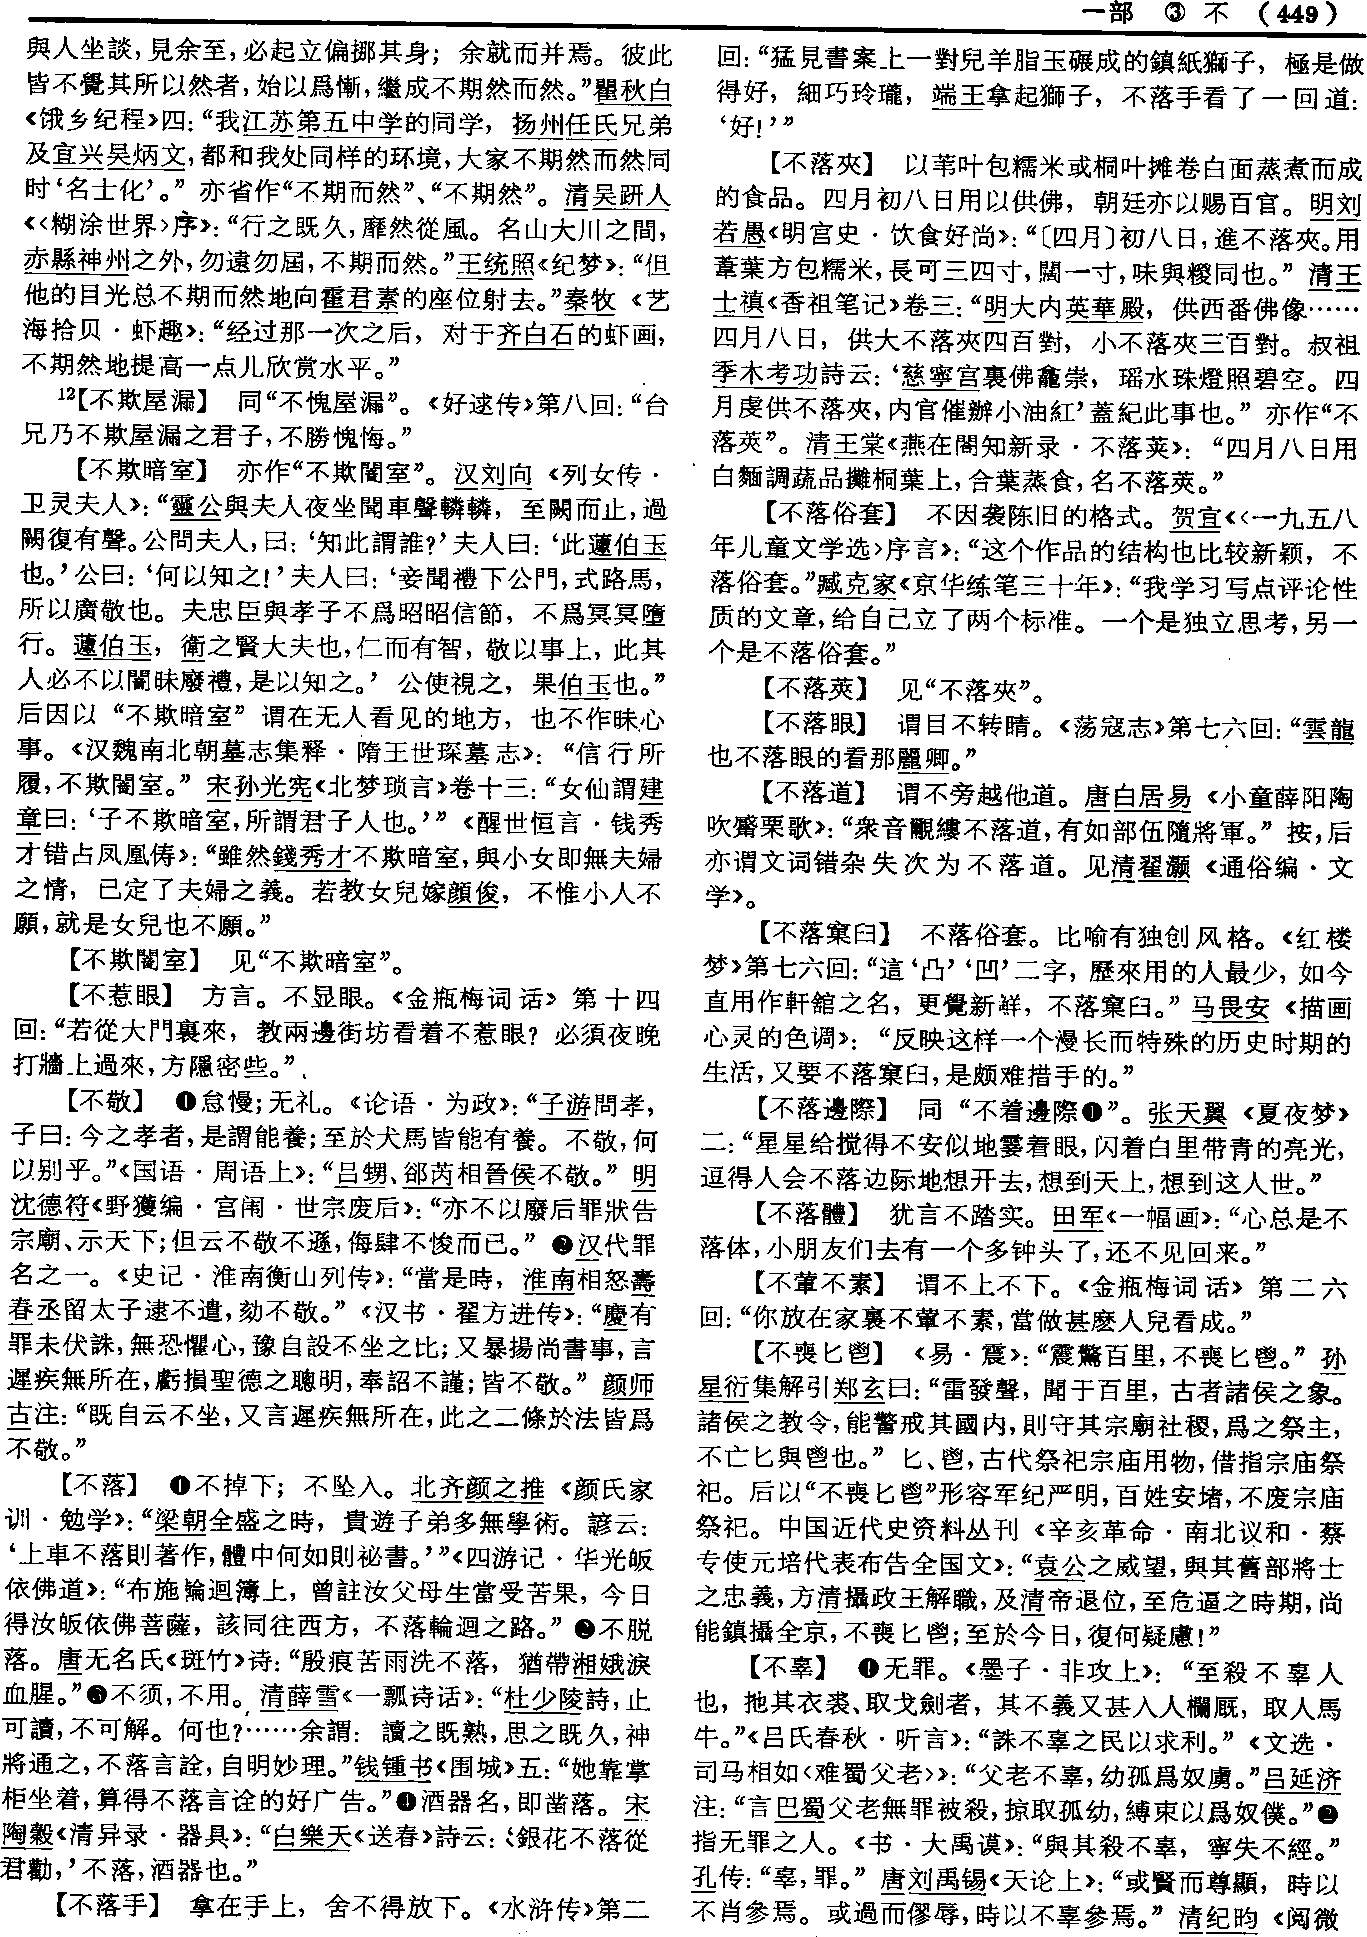 一部 ③ 不 （449）
與人坐談，見余至，必起立偏挪其身；余就而并焉。彼此
皆不覺其所以然者，始以爲慚，繼成不期然而然。”瞿秋白
《饿乡纪程》四：“我江苏第五中学的同学，扬州任氏兄弟
及宜兴吴炳文，都和我处同样的环境，大家不期然而然同
时‘名士化’。” 亦省作“不期而然”、“不期然”。清吴趼人
《〈糊涂世界〉序》：“行之既久，靡然從風。名山大川之間，
赤縣神州之外，勿遠勿屆，不期而然。”王统照《纪梦》：“但
他的目光总不期而然地向霍君素的座位射去。”秦牧《艺
海拾贝·虾趣》：“经过那一次之后，对于齐白石的虾画，
不期然地提高一点儿欣赏水平。”
12【不欺屋漏】 同“不愧屋漏”。《好逑传》第八回：“台
兄乃不欺屋漏之君子，不勝愧悔。”
【不欺暗室】 亦作“不欺闇室”。汉刘向《列女传·
卫灵夫人》：“靈公與夫人夜坐聞車聲轔轔，至闕而止，過
闕復有聲。公問夫人，曰：‘知此謂誰？’夫人曰：‘此蘧伯玉
也。’公曰：‘何以知之！’夫人曰：‘妾聞禮下公門，式路馬，
所以廣敬也。夫忠臣與孝子不爲昭昭信節，不爲冥冥墮
行。蘧伯玉，衛之賢大夫也，仁而有智，敬以事上，此其
人必不以闇昧廢禮，是以知之。’公使視之，果伯玉也。”
后因以“不欺暗室”谓在无人看见的地方，也不作昧心
事。《汉魏南北朝墓志集释·隋王世琛墓志》：“信行所
履，不欺闇室。”宋孙光宪《北梦琐言》卷十三：“女仙謂建
章曰：‘子不欺暗室，所謂君子人也。’”《醒世恒言·钱秀
才错占凤凰俦》：“雖然錢秀才不欺暗室，與小女即無夫婦
之情，已定了夫婦之義。若教女兒嫁顏俊，不惟小人不
願，就是女兒也不願。”
【不欺闇室】 见“不欺暗室”。
【不惹眼】 方言。不显眼。《金瓶梅词话》第十四
回：“若從大門裏來，教兩邊街坊看着不惹眼？必須夜晚
打牆上過來，方隱密些。”
【不敬】 ❶怠慢；无礼。《论语·为政》：“子游問孝，
子曰：今之孝者，是謂能養；至於犬馬皆能有養。不敬，何
以别乎。”《国语·周语上》：“吕甥、郤芮相晉侯不敬。”明
沈德符《野獲编·宫闱·世宗废后》：“亦不以廢后罪狀告
宗廟、示天下；但云不敬不遜，侮肆不悛而已。” ❷汉代罪
名之一。《史记·淮南衡山列传》：“當是時，淮南相怒壽
春丞留太子逮不遣，劾不敬。”《汉书·翟方进传》：“慶有
罪未伏誅，無恐懼心，豫自設不坐之比；又暴揚尚書事，言
遲疾無所在，虧損聖德之聰明，奉詔不謹；皆不敬。”颜师
古注：“既自云不坐，又言遲疾無所在，此之二條於法皆爲
不敬。”
【不落】 ❶不掉下；不坠入。北齐颜之推《颜氏家
训·勉学》：“梁朝全盛之時，貴遊子弟多無學術。諺云：
‘上車不落則著作，體中何如則祕書。’”《四游记·华光皈
依佛道》：“布施輪迴簿上，曾註汝父母生當受苦果，今日
得汝皈依佛菩薩，該同往西方，不落輪迴之路。” ❷不脱
落。唐无名氏《斑竹》诗：“殷痕苦雨洗不落，猶帶湘娥淚
血腥。”❸不须，不用。清薛雪《一瓢诗话》：“杜少陵詩，止
可讀，不可解。何也？……余謂：讀之既熟，思之既久，神
將通之，不落言詮，自明妙理。”钱锺书《围城》五：“她靠掌
柜坐着，算得不落言诠的好广告。”❹酒器名，即凿落。宋
陶穀《清异录·器具》：“白樂天《送春》詩云：‘銀花不落從
君勸，’不落，酒器也。”
【不落手】 拿在手上，舍不得放下。《水浒传》第二
回：“猛見書案上一對兒羊脂玉碾成的鎮紙獅子，極是做
得好，細巧玲瓏，端王拿起獅子，不落手看了一回道：
‘好！’”
【不落夾】 以苇叶包糯米或桐叶摊卷白面蒸煮而成
的食品。四月初八日用以供佛，朝廷亦以赐百官。明刘
若愚《明宫史·饮食好尚》：“〔四月〕初八日，進不落夾。用
葦葉方包糯米，長可三四寸，闊一寸，味與糉同也。”清王
士禛《香祖笔记》卷三：“明大内英華殿，供西番佛像……
四月八日，供大不落夾四百對，小不落夾三百對。叔祖
季木考功詩云：‘慈寧宫裏佛龕崇，瑶水珠燈照碧空。四
月虔供不落夾，内官催辦小油紅’蓋紀此事也。”亦作“不
落莢”。清王棠《燕在閣知新录·不落莢》：“四月八日用
白麵調蔬品攤桐葉上，合葉蒸食，名不落莢。”
【不落俗套】 不因袭陈旧的格式。贺宜《〈一九五八
年儿童文学选〉序言》：“这个作品的结构也比较新颖，不
落俗套。”臧克家《京华练笔三十年》：“我学习写点评论性
质的文章，给自己立了两个标准。一个是独立思考，另一
个是不落俗套。”
【不落莢】 见“不落夾”。
【不落眼】 谓目不转睛。《荡寇志》第七六回：“雲龍
也不落眼的看那麗卿。”
【不落道】 谓不旁越他道。唐白居易《小童薛阳陶
吹觱栗歌》：“衆音覼縷不落道，有如部伍隨將軍。”按，后
亦谓文词错杂失次为不落道。见清翟灏《通俗编·文
学》。
【不落窠臼】 不落俗套。比喻有独创风格。《红楼
梦》第七六回：“這‘凸’‘凹’二字，歷來用的人最少，如今
直用作軒舘之名，更覺新鮮，不落窠臼。”马畏安《描画
心灵的色调》：“反映这样一个漫长而特殊的历史时期的
生活，又要不落窠臼，是颇难措手的。”
【不落邊際】 同“不着邊際❶”。张天翼《夏夜梦》
二：“星星给搅得不安似地霎着眼，闪着白里带青的亮光，
逗得人会不落边际地想开去，想到天上，想到这人世。”
【不落體】 犹言不踏实。田军《一幅画》：“心总是不
落体，小朋友们去有一个多钟头了，还不见回来。”
【不葷不素】 谓不上不下。《金瓶梅词话》第二六
回：“你放在家裏不葷不素，當做甚麽人兒看成。”
【不喪匕鬯】 《易·震》：“震驚百里，不喪匕鬯。”孙
星衍集解引郑玄曰：“雷發聲，聞于百里，古者諸侯之象。
諸侯之教令，能警戒其國内，則守其宗廟社稷，爲之祭主，
不亡匕與鬯也。”匕、鬯，古代祭祀宗庙用物，借指宗庙祭
祀。后以“不喪匕鬯”形容军纪严明，百姓安堵，不废宗庙
祭祀。中国近代史资料丛刊《辛亥革命·南北议和·蔡
专使元培代表布告全国文》：“袁公之威望，與其舊部將士
之忠義，方清攝政王解職，及清帝退位，至危逼之時期，尚
能鎮攝全京，不喪匕鬯；至於今日，復何疑慮！”
【不辜】 ❶无罪。《墨子·非攻上》：“至殺不辜人
也，扡其衣裘、取戈劍者，其不義又甚入人欄厩，取人馬
牛。”《吕氏春秋·听言》：“誅不辜之民以求利。”《文选·
司马相如〈难蜀父老〉》：“父老不辜，幼孤爲奴虜。”吕延济
注：“言巴蜀父老無罪被殺，掠取孤幼，縛束以爲奴僕。”❷
指无罪之人。《书·大禹谟》：“與其殺不辜，寧失不經。”
孔传：“辜，罪。”唐刘禹锡《天论上》：“或賢而尊顯，時以
不肖參焉。或過而僇辱，時以不辜參焉。”清纪昀《阅微